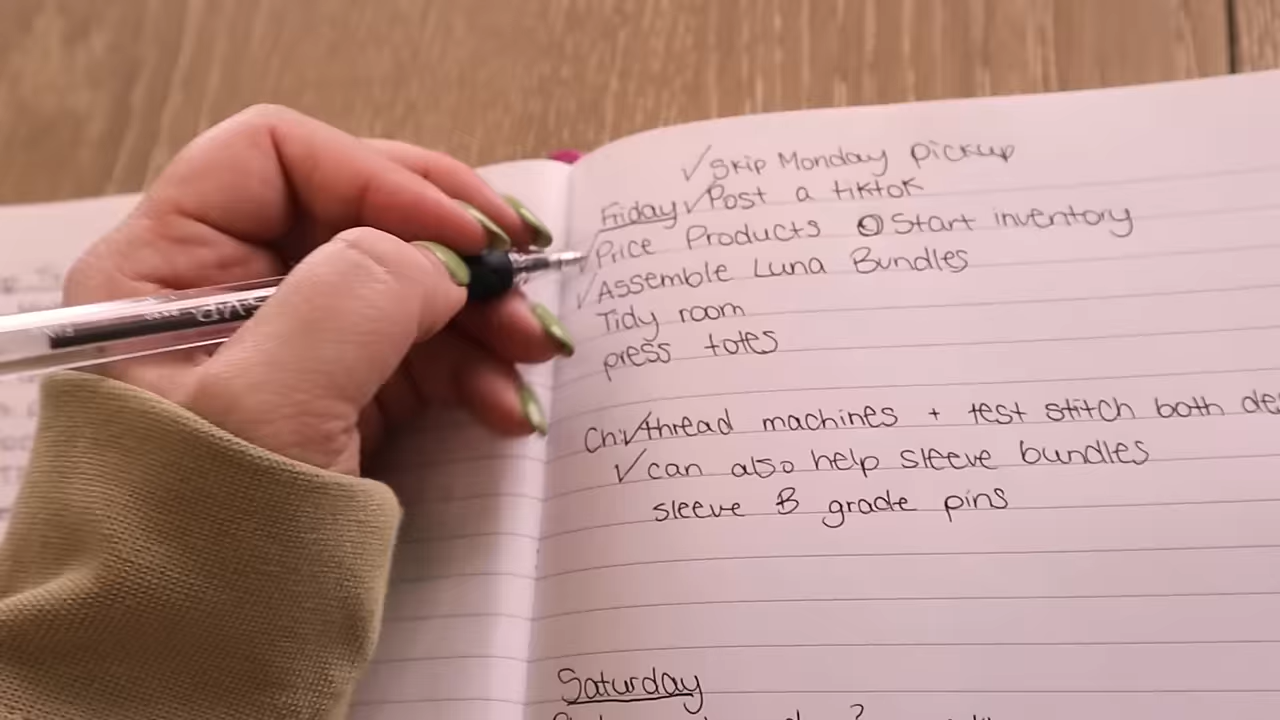 ✓Skip Monday pickup
Friday ✓Post a tiktok
✓Price Products Start inventory
✓Assemble Luna Bundles
Tidy room
press totes
Chi ✓thread machines + test stitch both de
✓can also help sleeve bundles
sleeve B grade pins
Saturday